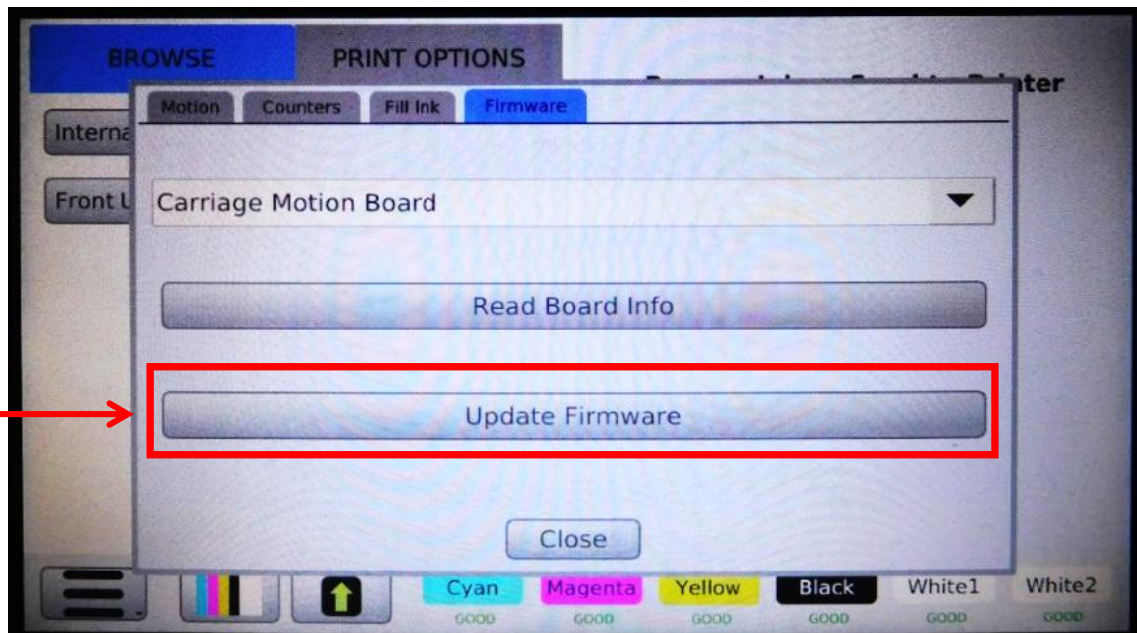 BROWSE
PRINT OPTIONS
Motion
Counters
Fill Ink
Firmware
Carriage Motion Board
Read Board Info
Update Firmware
Close
Cyan
Magenta
Yellow
Black
White1
White2
GOOD
GOOD
GOOD
GOOD
GOOD
GOOD